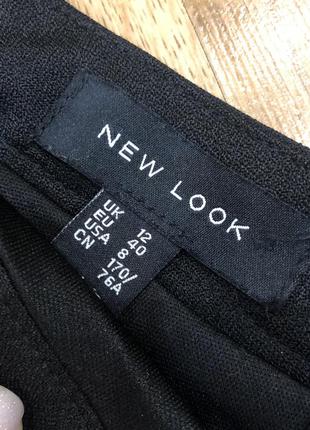 NEW LOOK
UK 12
EU 40
USA 8
CN 170/
76A